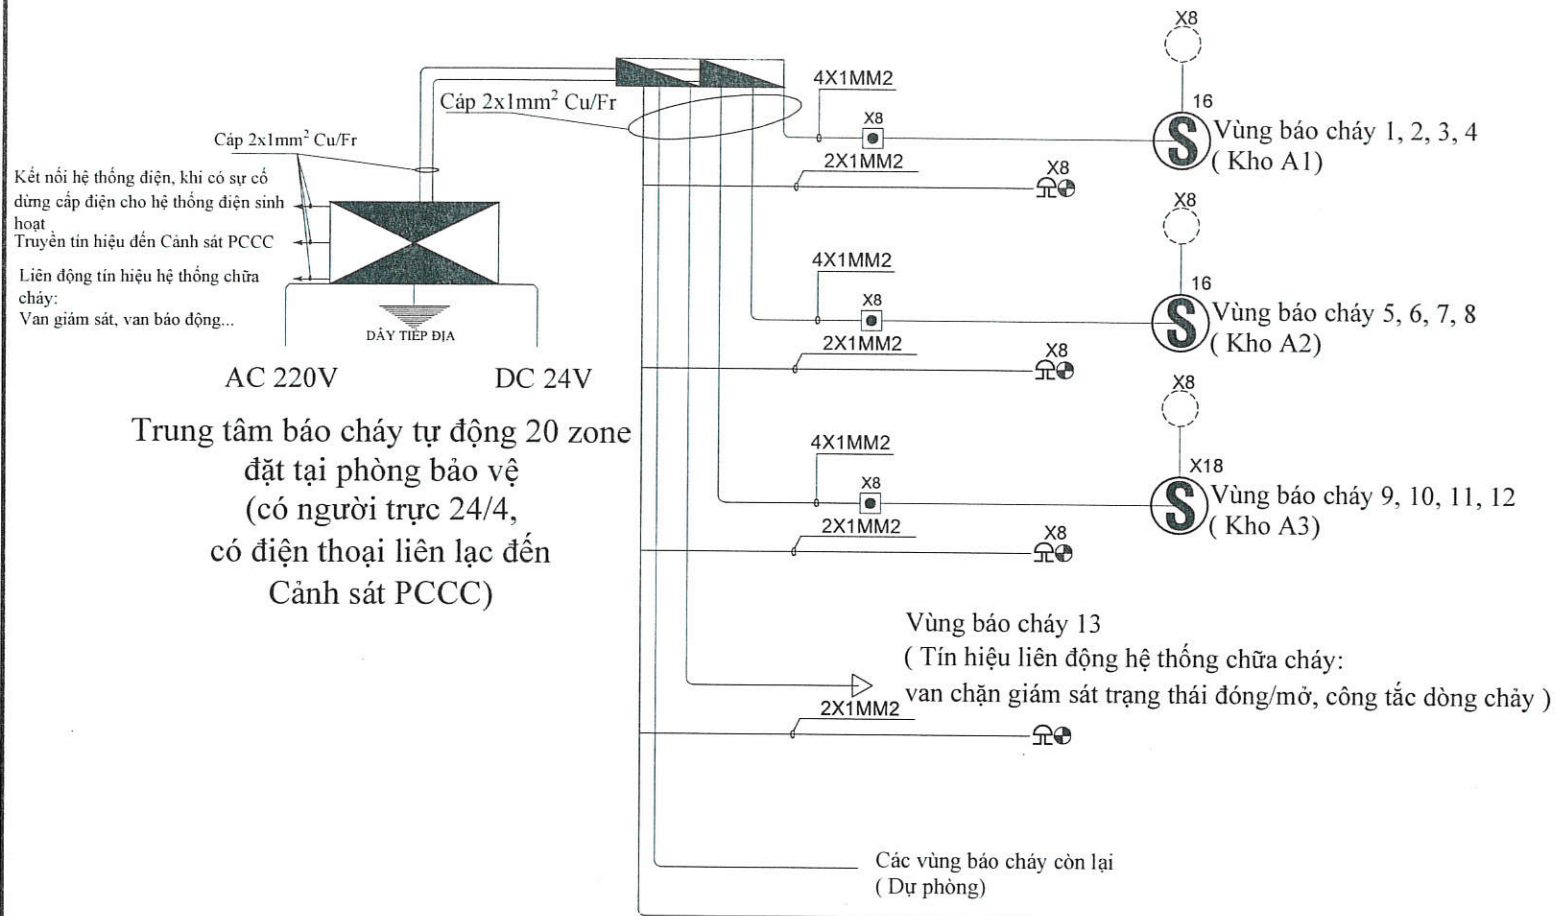 X8
16
4X1MM2
X8
Vùng báo cháy 1, 2, 3, 4
( Kho A1)
2X1MM2
X8
Cáp 2x1mm² Cu/Fr
Cáp 2x1mm² Cu/Fr
Kết nối hệ thống điện, khi có sự cố
dừng cấp điện cho hệ thống điện sinh
hoạt
Truyền tín hiệu đến Cảnh sát PCCC
Liên động tín hiệu hệ thống chữa
cháy:
Van giám sát, van báo động...
DÂY TIẾP ĐỊA
AC 220V
DC 24V
Trung tâm báo cháy tự động 20 zone
đặt tại phòng bảo vệ
(có người trực 24/4,
có điện thoại liên lạc đến
Cảnh sát PCCC)
X8
16
4X1MM2
X8
S
S
S
Vùng báo cháy 5, 6, 7, 8
( Kho A2)
2X1MM2
X8
X8
X18
4X1MM2
X8
Vùng báo cháy 9, 10, 11, 12
( Kho A3)
2X1MM2
X8
Vùng báo cháy 13
( Tín hiệu liên động hệ thống chữa cháy:
van chặn giám sát trạng thái đóng/mở, công tắc dòng chảy )
2X1MM2
Các vùng báo cháy còn lại
( Dự phòng)